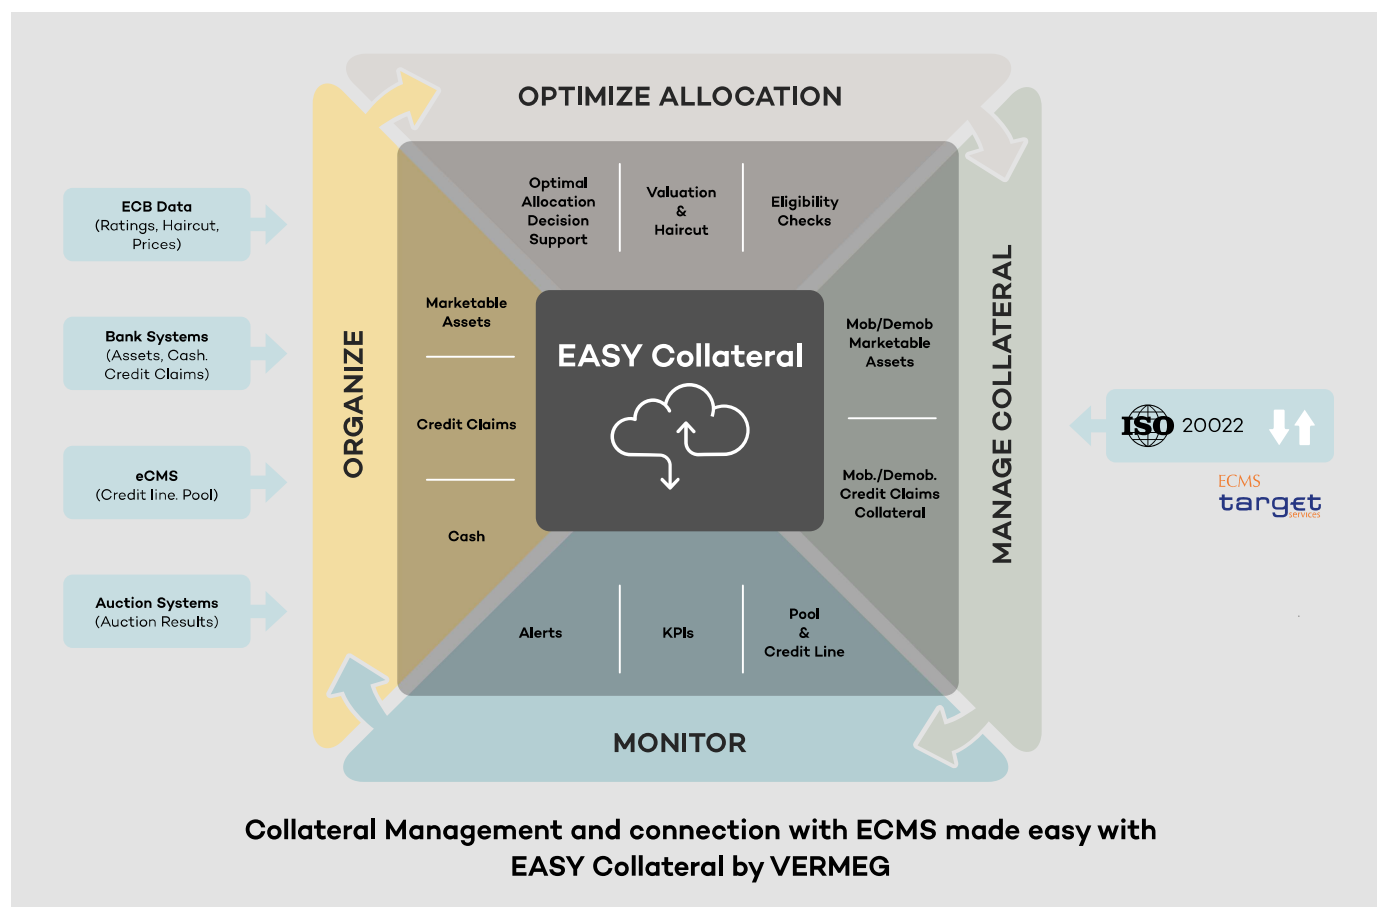 OPTIMIZE ALLOCATION
Optimal
Allocation
Decision
Support
Valuation
&
Haircut
Eligibility
Checks
ECB Data
(Ratings, Haircut,
Prices)
Bank Systems
(Assets, Cash.
Credit Claims)
eCMS
(Credit line. Pool)
Auction Systems
(Auction Results)
ORGANIZE
Marketable
Assets
Credit Claims
Cash
EASY Collateral
Mob/Demob
Marketable
Assets
Mob./Demob.
Credit Claims
Collateral
MANAGE COLLATERAL
ISO 20022
ECMS
target
services
Alerts
KPIs
Pool
&
Credit Line
MONITOR
Collateral Management and connection with ECMS made easy with
EASY Collateral by VERMEG